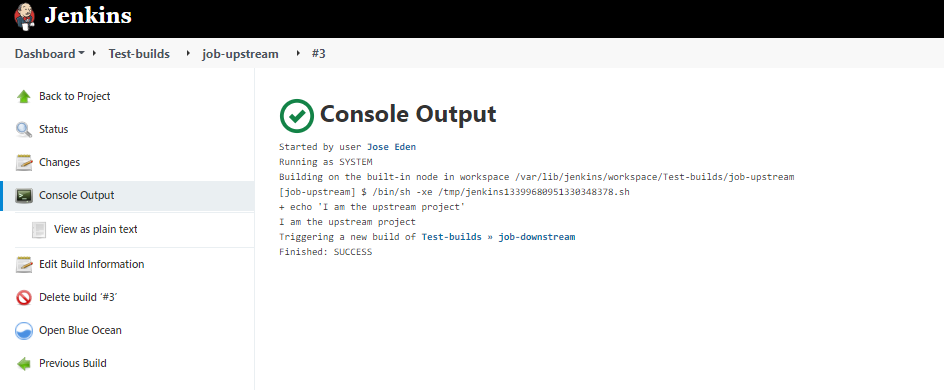 Jenkins
Dashboard Test-builds job-upstream #3
Back to Project
Status
Changes
Console Output
View as plain text
Edit Build Information
Delete build ‘#3’
Open Blue Ocean
Previous Build
Console Output
Started by user Jose Eden
Running as SYSTEM
Building on the built-in node in workspace /var/lib/jenkins/workspace/Test-builds/job-upstream
[job-upstream] $ /bin/sh -xe /tmp/jenkins13399680951330348378.sh
+ echo 'I am the upstream project'
I am the upstream project
Triggering a new build of Test-builds » job-downstream
Finished: SUCCESS